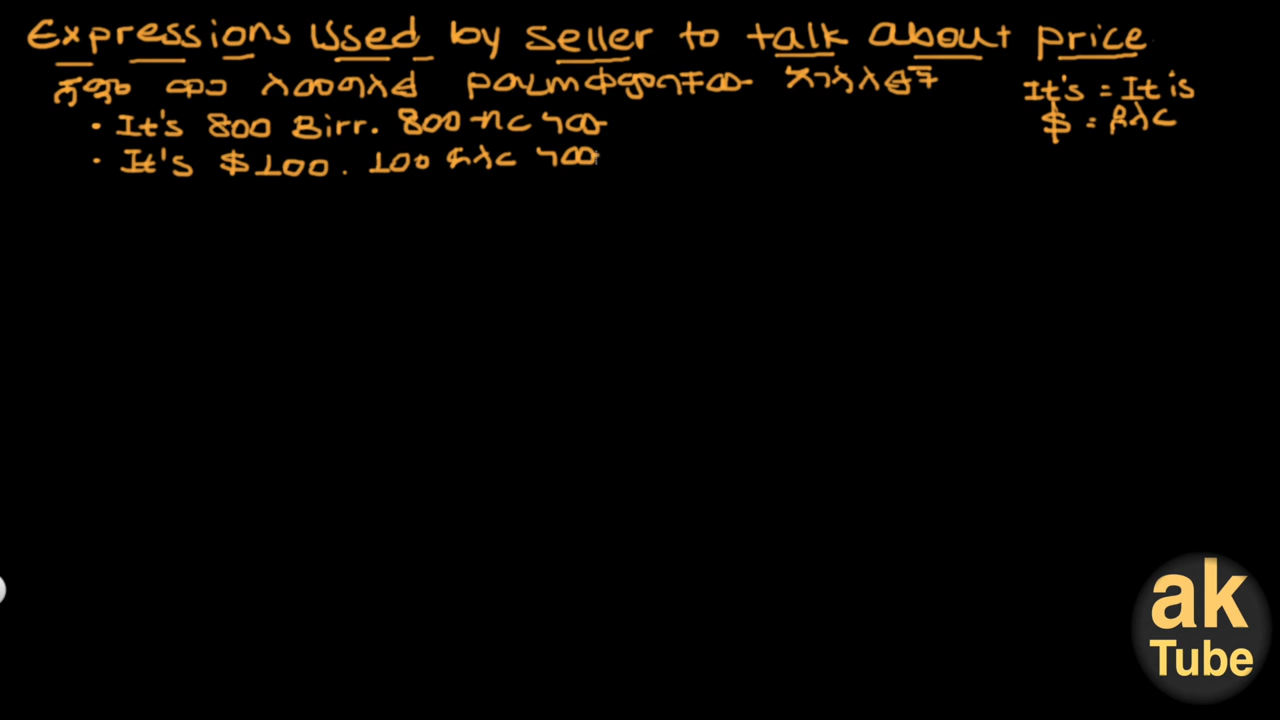 Expressions Used by Seller to talk about price
ሻጩ ዋጋ ለመግለፅ የሚጠቀምባቸው አገላለፆች
It's = It is
$ = ዶላር
• It's 800 Birr. 800 ብር ነው
• It's $100. 100 ዶላር ነው
ak
Tube